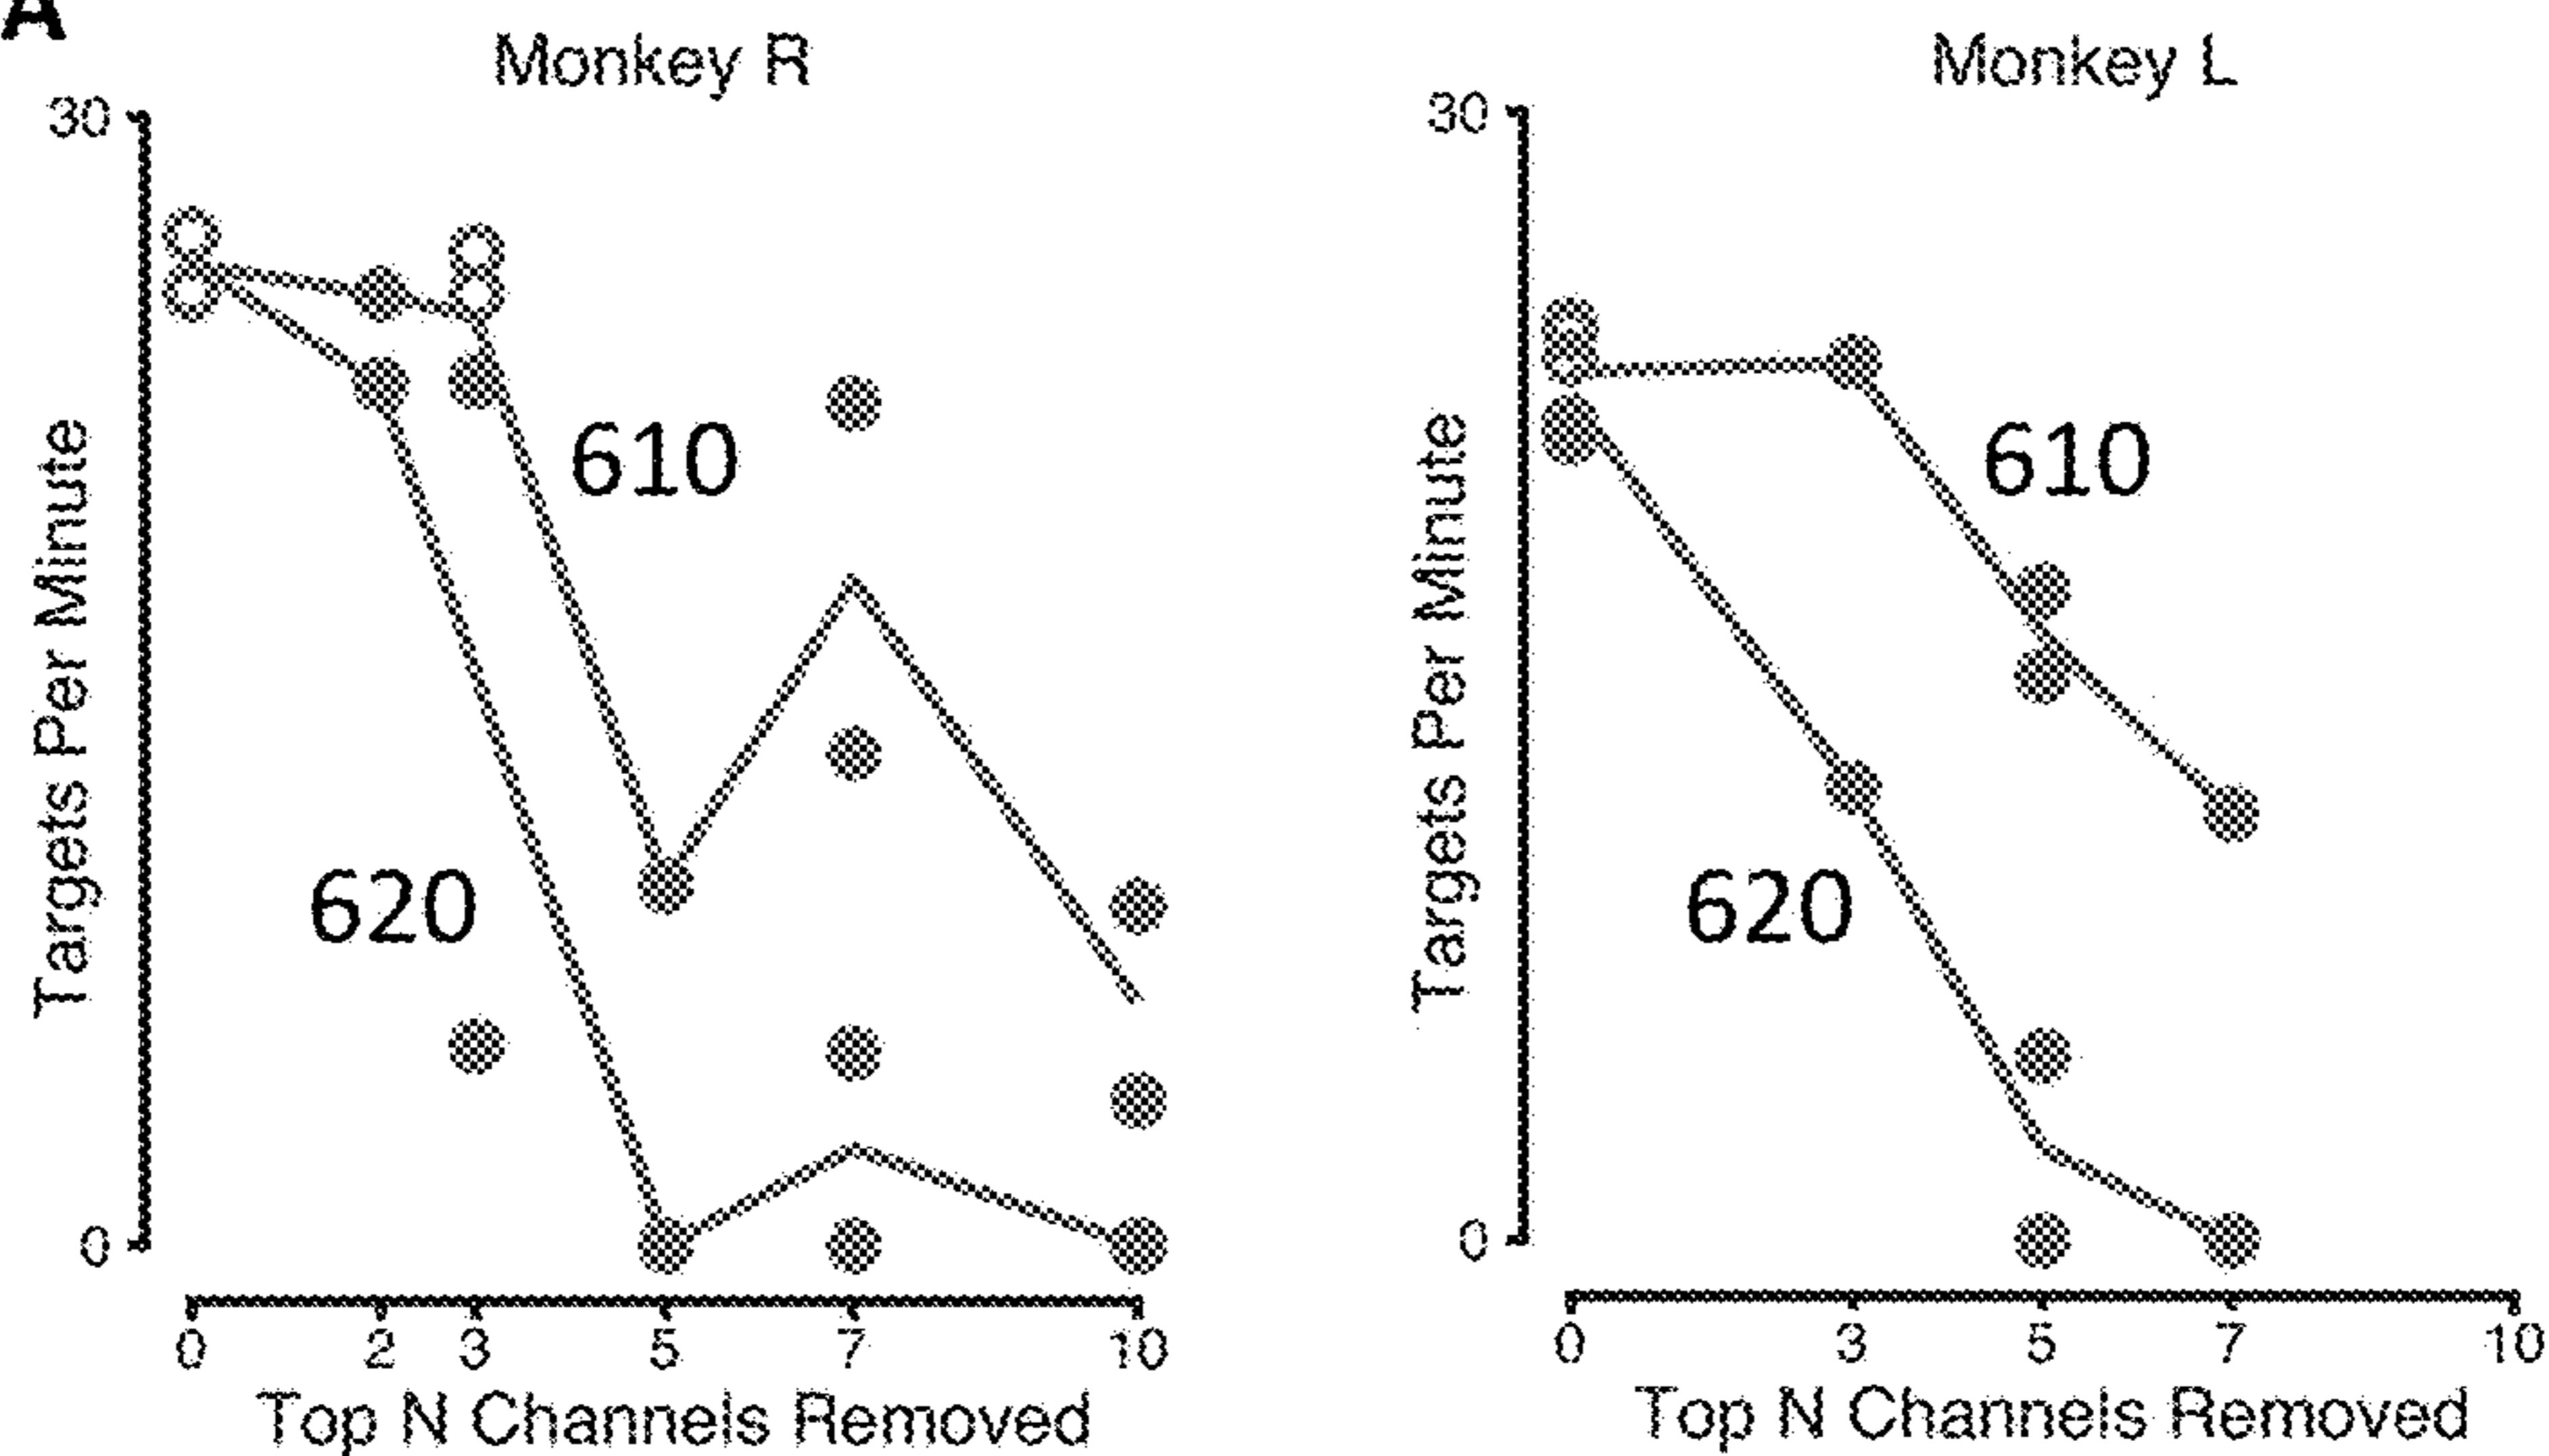 A
Monkey R
30
Targets Per Minute
610
620
0
0 2 3 5 7 10
Top N Channels Removed
Monkey L
30
Targets Per Minute
610
620
0
0 3 5 7 10
Top N Channels Removed